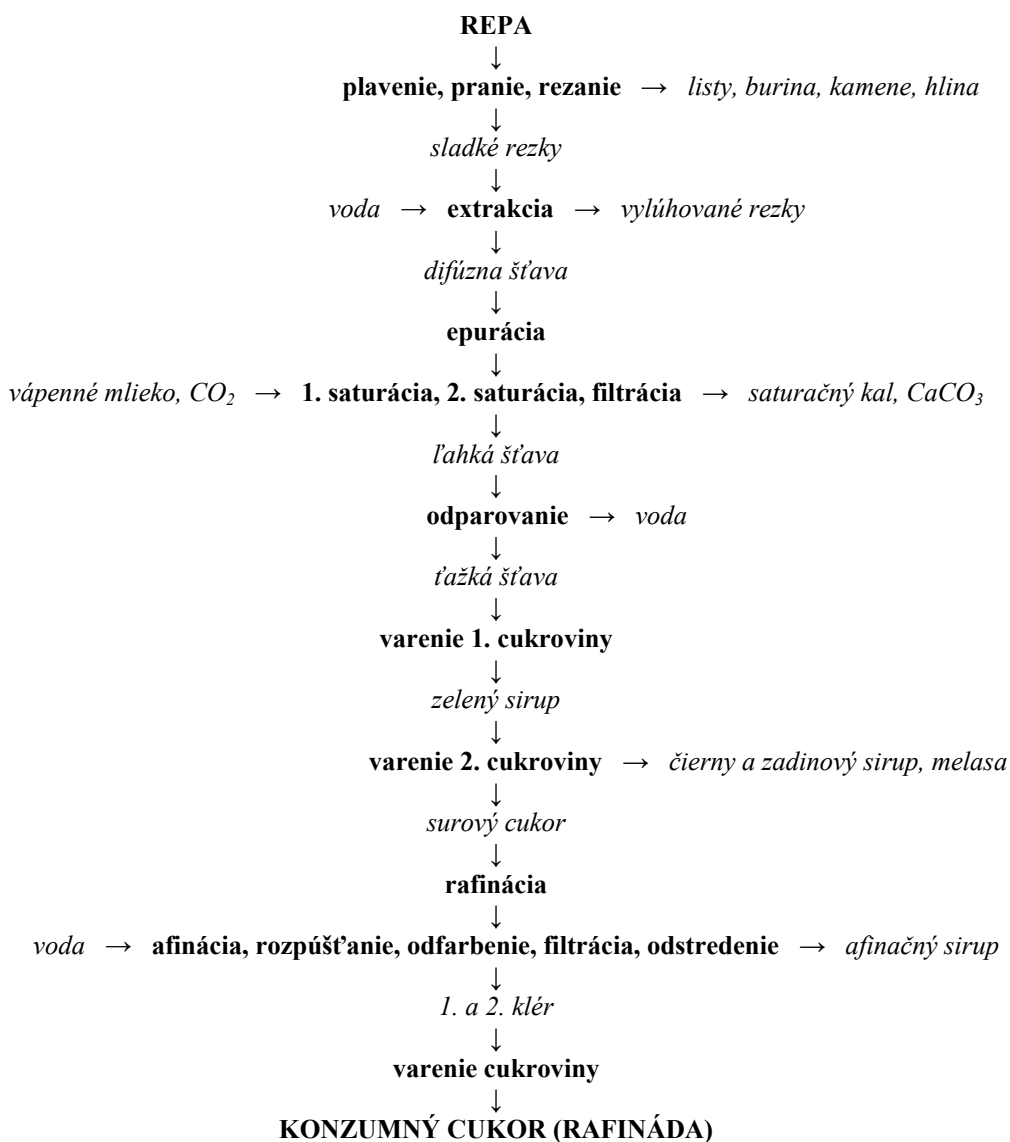 REPA
↓
plavenie, pranie, rezanie → listy, burina, kamene, hlina
↓
sladké rezky
↓
voda → extrakcia → vylúhované rezky
↓
difúzna šťava
↓
epurácia
↓
vápenné mlieko, CO₂ → 1. saturácia, 2. saturácia, filtrácia → saturačný kal, CaCO₃
↓
ľahká šťava
↓
odparovanie → voda
↓
ťažká šťava
↓
varenie 1. cukroviny
↓
zelený sirup
↓
varenie 2. cukroviny → čierny a zadinový sirup, melasa
↓
surový cukor
↓
rafinácia
↓
voda → afinácia, rozpúšťanie, odfarbenie, filtrácia, odstredenie → afinačný sirup
↓
1. a 2. klér
↓
varenie cukroviny
↓
KONZUMNÝ CUKOR (RAFINÁDA)